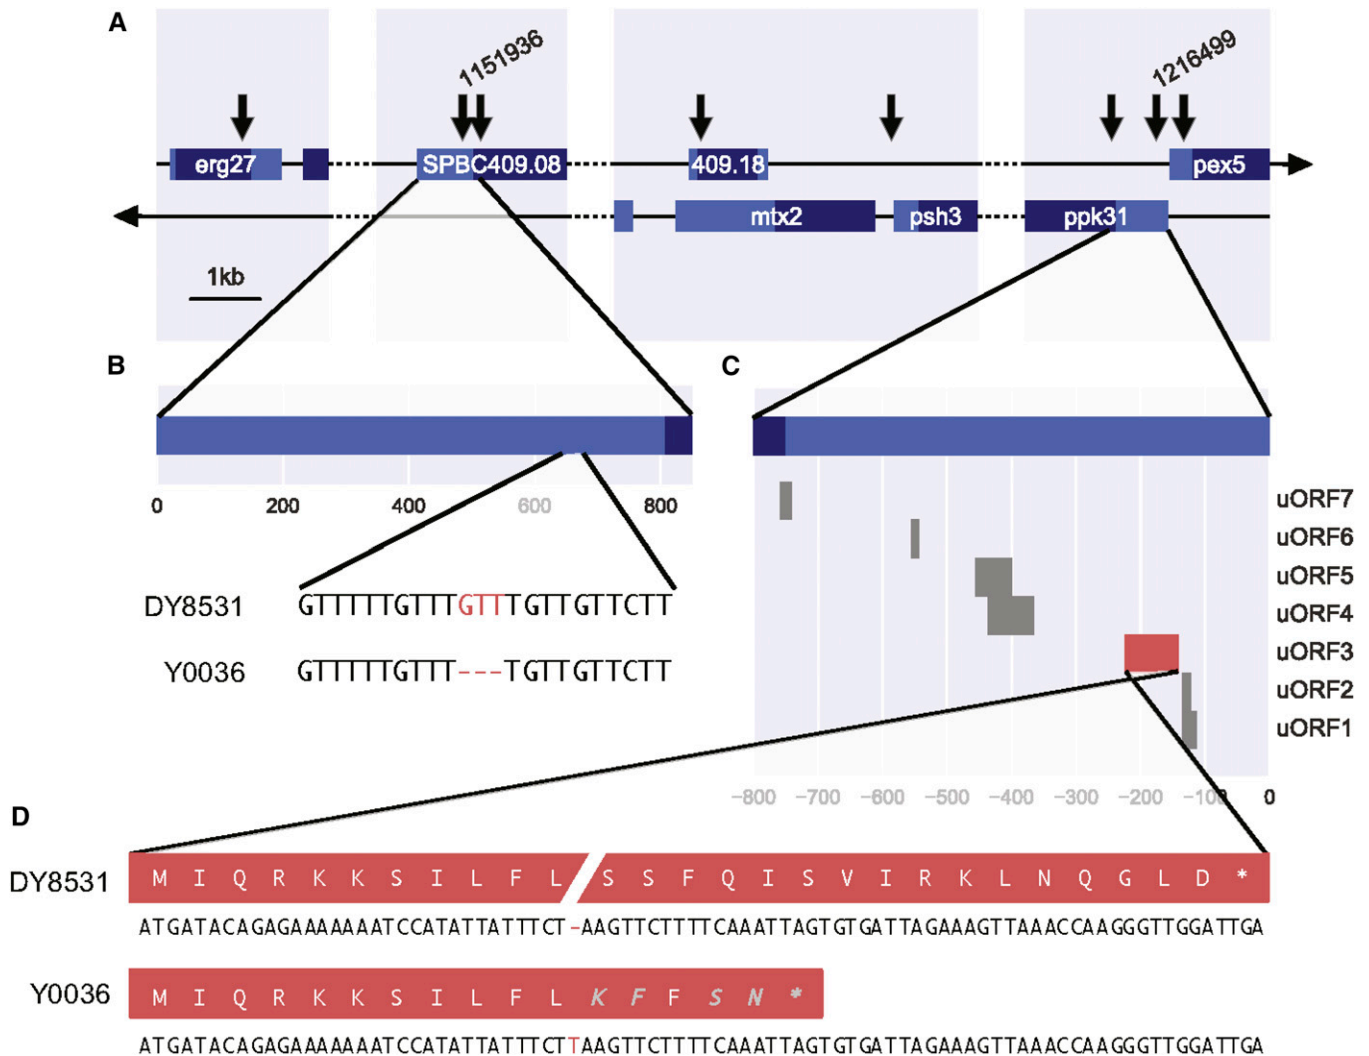 A
1151936
1216499
erg27
SPBC409.08
409.18
pex5
mtx2
psh3
ppk31
1kb
B
C
0 200 400 600 800
DY8531 GTTTTTGTTTGTTTGTTGTTCTT
Y0036 GTTTTTGTTT---TGTTGTTCTT
uORF7
uORF6
uORF5
uORF4
uORF3
uORF2
uORF1
−800 −700 −600 −500 −400 −300 −200 −100 0
D
DY8531 M I Q R K K S I L F L S S F Q I S V I R K L N Q G L D *
ATGATACAGAGAAAAAAATCCATATTATTTCT-AAGTTCTTTTCAAATTAGTGTGATTAGAAAGTTAAACCAAGGGTTGGATTGA
Y0036 M I Q R K K S I L F L K F F S N *
ATGATACAGAGAAAAAAATCCATATTATTTCTTAAGTTCTTTTCAAATTAGTGTGATTAGAAAGTTAAACCAAGGGTTGGATTGA